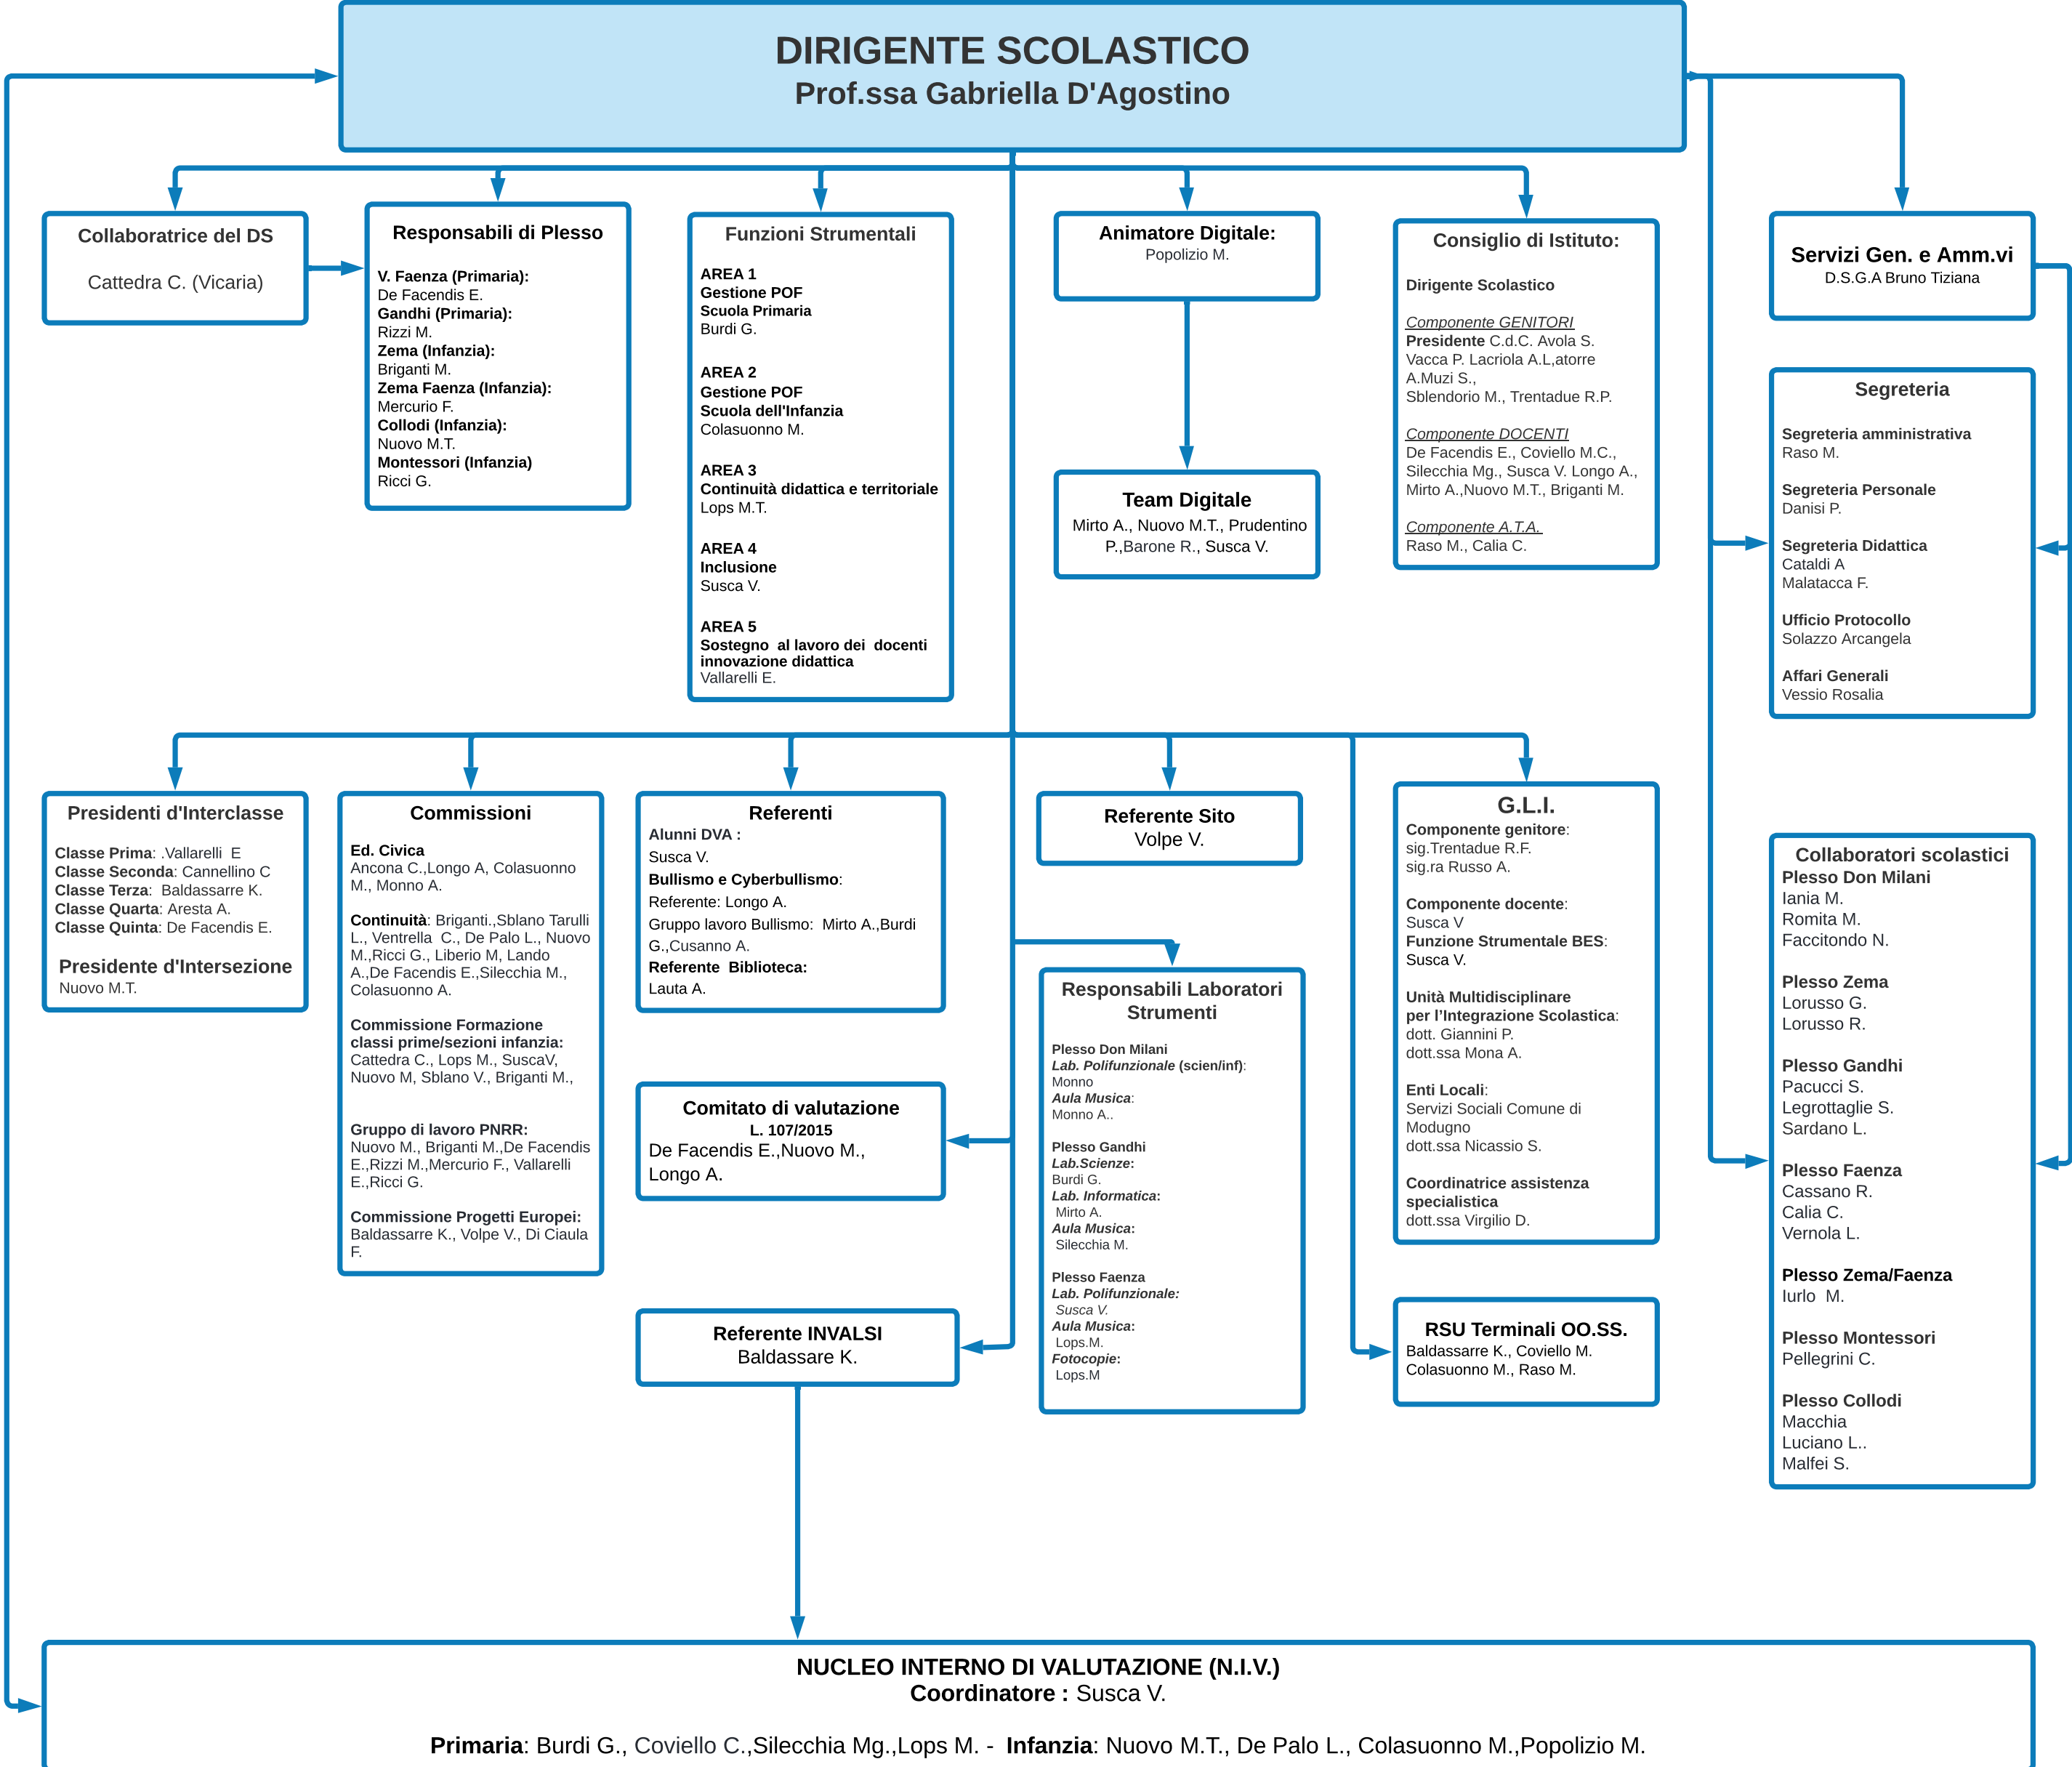 DIRIGENTE SCOLASTICO
Prof.ssa Gabriella D'Agostino
Collaboratrice del DS
Cattedra C. (Vicaria)
Responsabili di Plesso
V. Faenza (Primaria):
De Facendis E.
Gandhi (Primaria):
Rizzi M.
Zema (Infanzia):
Briganti M.
Zema Faenza (Infanzia):
Mercurio F.
Collodi (Infanzia):
Nuovo M.T.
Montessori (Infanzia)
Ricci G.
Funzioni Strumentali
AREA 1
Gestione POF
Scuola Primaria
Burdi G.
AREA 2
Gestione POF
Scuola dell'Infanzia
Colasuonno M.
AREA 3
Continuità didattica e territoriale
Lops M.T.
AREA 4
Inclusione
Susca V.
AREA 5
Sostegno  al lavoro dei  docenti
innovazione didattica
Vallarelli E.
Animatore Digitale:
Popolizio M.
Team Digitale
Mirto A., Nuovo M.T., Prudentino
P.,Barone R., Susca V.
Consiglio di Istituto:
Dirigente Scolastico
Componente GENITORI
Presidente C.d.C. Avola S.
Vacca P. Lacriola A.L,atorre
A.Muzi S.,
Sblendorio M., Trentadue R.P.
Componente DOCENTI
De Facendis E., Coviello M.C.,
Silecchia Mg., Susca V. Longo A.,
Mirto A.,Nuovo M.T., Briganti M.
Componente A.T.A.
Raso M., Calia C.
Servizi Gen. e Amm.vi
D.S.G.A Bruno Tiziana
Segreteria
Segreteria amministrativa
Raso M.
Segreteria Personale
Danisi P.
Segreteria Didattica
Cataldi A
Malatacca F.
Ufficio Protocollo
Solazzo Arcangela
Affari Generali
Vessio Rosalia
Presidenti d'Interclasse
Classe Prima: .Vallarelli  E
Classe Seconda: Cannellino C
Classe Terza:  Baldassarre K.
Classe Quarta: Aresta A.
Classe Quinta: De Facendis E.
Presidente d'Intersezione
Nuovo M.T.
Commissioni
Ed. Civica
Ancona C.,Longo A, Colasuonno
M., Monno A.
Continuità: Briganti.,Sblano Tarulli
L., Ventrella  C., De Palo L., Nuovo
M.,Ricci G., Liberio M, Lando
A.,De Facendis E.,Silecchia M.,
Colasuonno A.
Commissione Formazione
classi prime/sezioni infanzia:
Cattedra C., Lops M., SuscaV,
Nuovo M, Sblano V., Briganti M.,
Gruppo di lavoro PNRR:
Nuovo M., Briganti M.,De Facendis
E.,Rizzi M.,Mercurio F., Vallarelli
E.,Ricci G.
Commissione Progetti Europei:
Baldassarre K., Volpe V., Di Ciaula
F.
Referenti
Alunni DVA :
Susca V.
Bullismo e Cyberbullismo:
Referente: Longo A.
Gruppo lavoro Bullismo:  Mirto A.,Burdi
G.,Cusanno A.
Referente  Biblioteca:
Lauta A.
Comitato di valutazione
L. 107/2015
De Facendis E.,Nuovo M.,
Longo A.
Referente INVALSI
Baldassare K.
Referente Sito
Volpe V.
Responsabili Laboratori
Strumenti
Plesso Don Milani
Lab. Polifunzionale (scien/inf):
Monno
Aula Musica:
Monno A..
Plesso Gandhi
Lab.Scienze:
Burdi G.
Lab. Informatica:
Mirto A.
Aula Musica:
Silecchia M.
Plesso Faenza
Lab. Polifunzionale:
Susca V.
Aula Musica:
Lops.M.
Fotocopie:
Lops.M
G.L.I.
Componente genitore:
sig.Trentadue R.F.
sig.ra Russo A.
Componente docente:
Susca V
Funzione Strumentale BES:
Susca V.
Unità Multidisciplinare
per l’Integrazione Scolastica:
dott. Giannini P.
dott.ssa Mona A.
Enti Locali:
Servizi Sociali Comune di
Modugno
dott.ssa Nicassio S.
Coordinatrice assistenza
specialistica
dott.ssa Virgilio D.
RSU Terminali OO.SS.
Baldassarre K., Coviello M.
Colasuonno M., Raso M.
Collaboratori scolastici
Plesso Don Milani
Iania M.
Romita M.
Faccitondo N.
Plesso Zema
Lorusso G.
Lorusso R.
Plesso Gandhi
Pacucci S.
Legrottaglie S.
Sardano L.
Plesso Faenza
Cassano R.
Calia C.
Vernola L.
Plesso Zema/Faenza
Iurlo  M.
Plesso Montessori
Pellegrini C.
Plesso Collodi
Macchia
Luciano L..
Malfei S.
NUCLEO INTERNO DI VALUTAZIONE (N.I.V.)
Coordinatore : Susca V.
Primaria: Burdi G., Coviello C.,Silecchia Mg.,Lops M. -  Infanzia: Nuovo M.T., De Palo L., Colasuonno M.,Popolizio M.